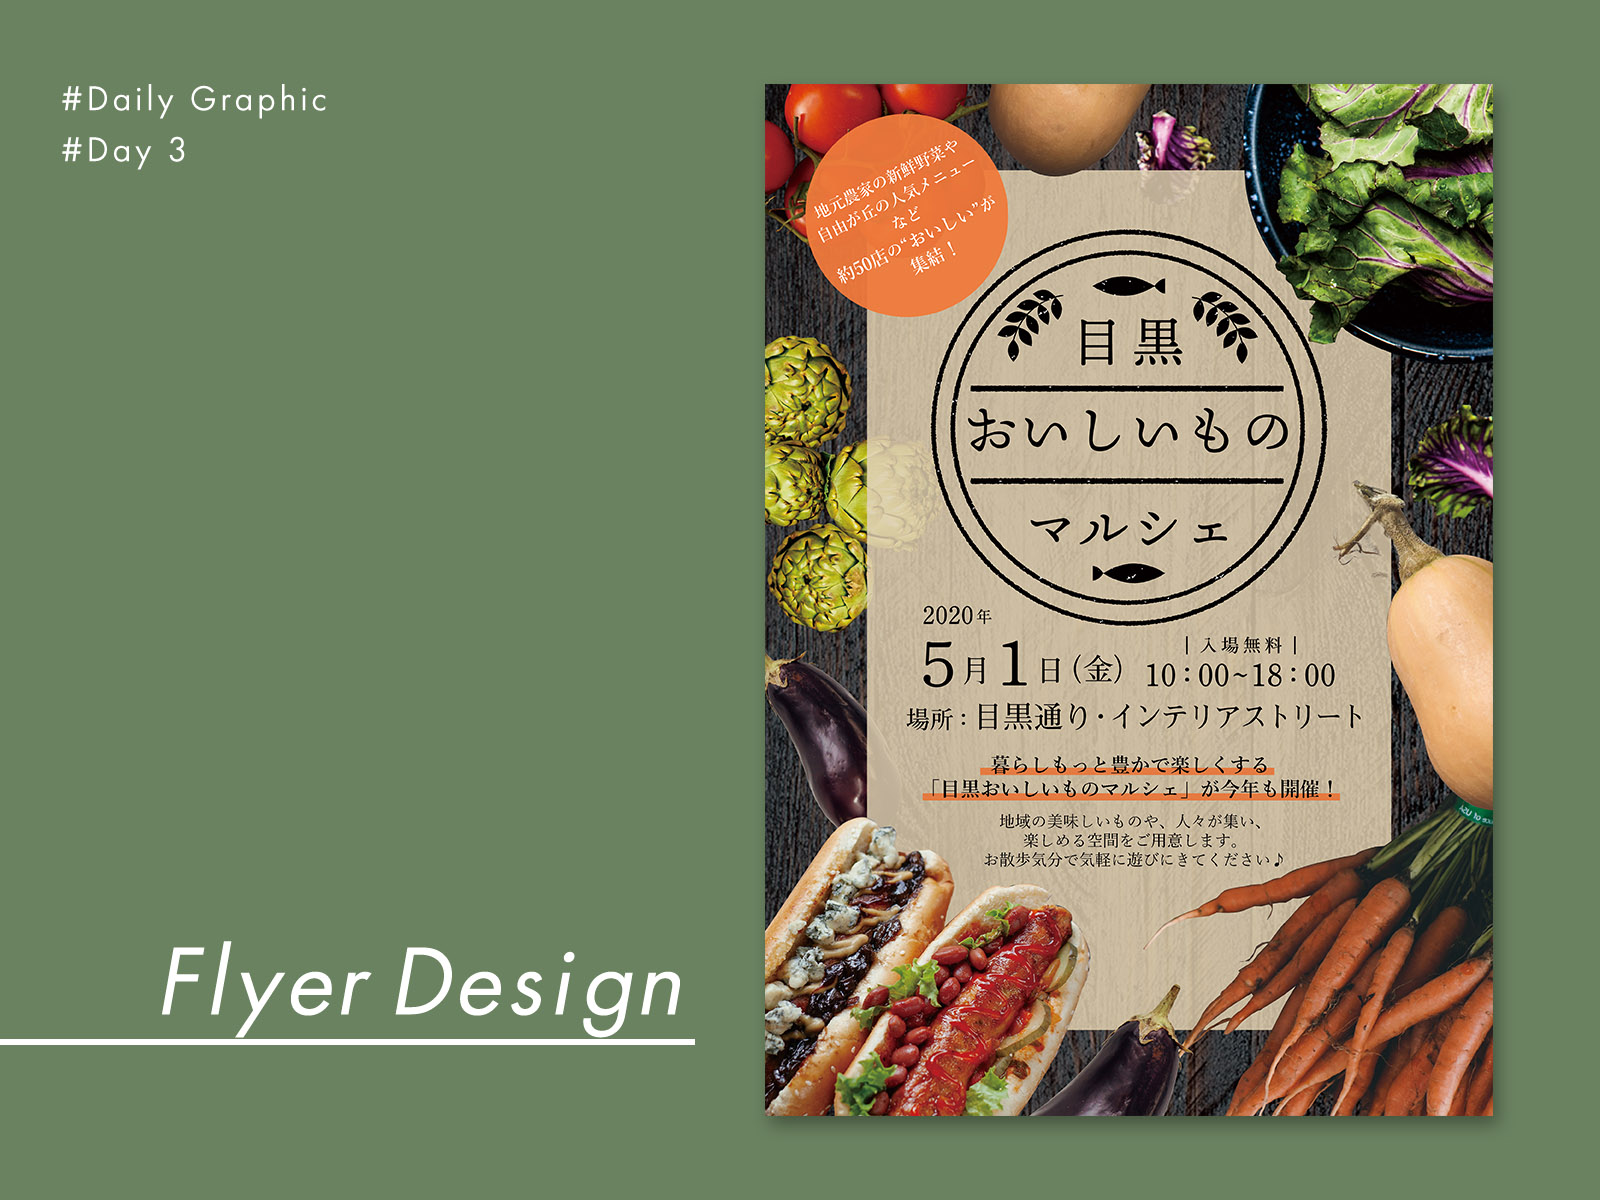 #Daily Graphic
#Day 3
Flyer Design
地元農家の新鮮野菜や
自由が丘の人気メニュー
など
約50店の“おいしい”が
集結！
目黒
おいしいもの
マルシェ
2020年
5月1日（金）
｜入場無料｜
10：00~18：00
場所：目黒通り・インテリアストリート
暮らしもっと豊かで楽しくする
「目黒おいしいものマルシェ」が今年も開催！
地域の美味しいものや、人々が集い、
楽しめる空間をご用意します。
お散歩気分で気軽に遊びにきてください♪